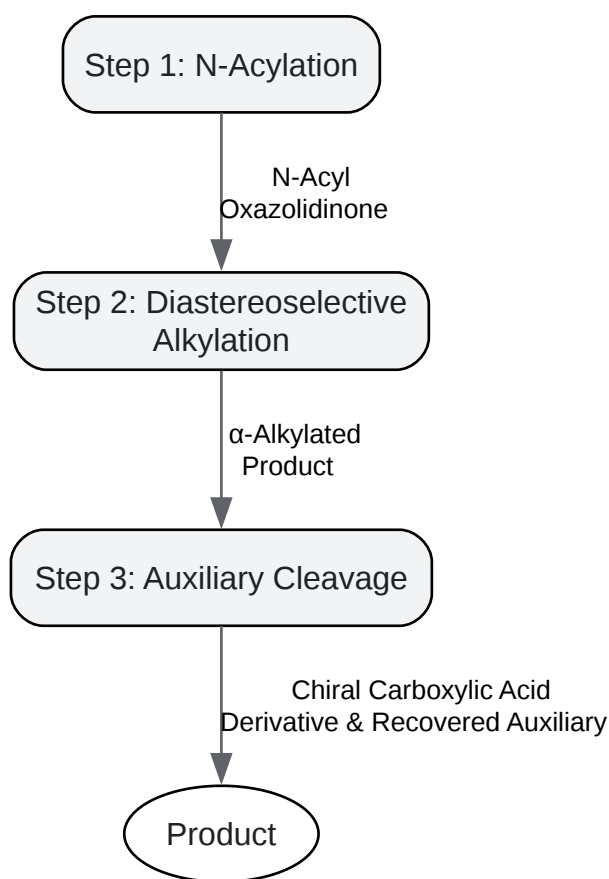 Step 1: N-Acylation
N-Acyl
Oxazolidinone
Step 2: Diastereoselective
Alkylation
α-Alkylated
Product
Step 3: Auxiliary Cleavage
Chiral Carboxylic Acid
Derivative & Recovered Auxiliary
Product